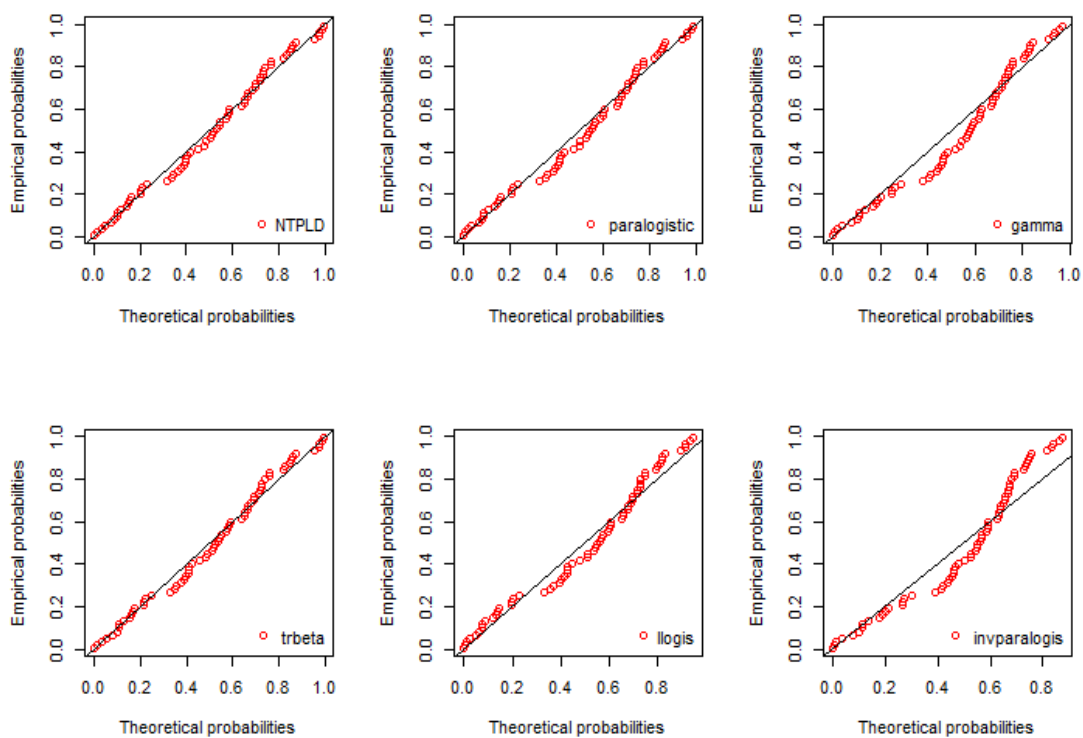 Empirical probabilities
0.0 0.2 0.4 0.6 0.8 1.0
NTPLD
0.0 0.2 0.4 0.6 0.8 1.0
Theoretical probabilities
Empirical probabilities
0.0 0.2 0.4 0.6 0.8 1.0
paralogistic
0.0 0.2 0.4 0.6 0.8 1.0
Theoretical probabilities
Empirical probabilities
0.0 0.2 0.4 0.6 0.8 1.0
gamma
0.0 0.2 0.4 0.6 0.8 1.0
Theoretical probabilities
Empirical probabilities
0.0 0.2 0.4 0.6 0.8 1.0
trbeta
0.0 0.2 0.4 0.6 0.8 1.0
Theoretical probabilities
Empirical probabilities
0.0 0.2 0.4 0.6 0.8 1.0
llogis
0.0 0.2 0.4 0.6 0.8
Theoretical probabilities
Empirical probabilities
0.0 0.2 0.4 0.6 0.8 1.0
invparalogis
0.0 0.2 0.4 0.6 0.8
Theoretical probabilities